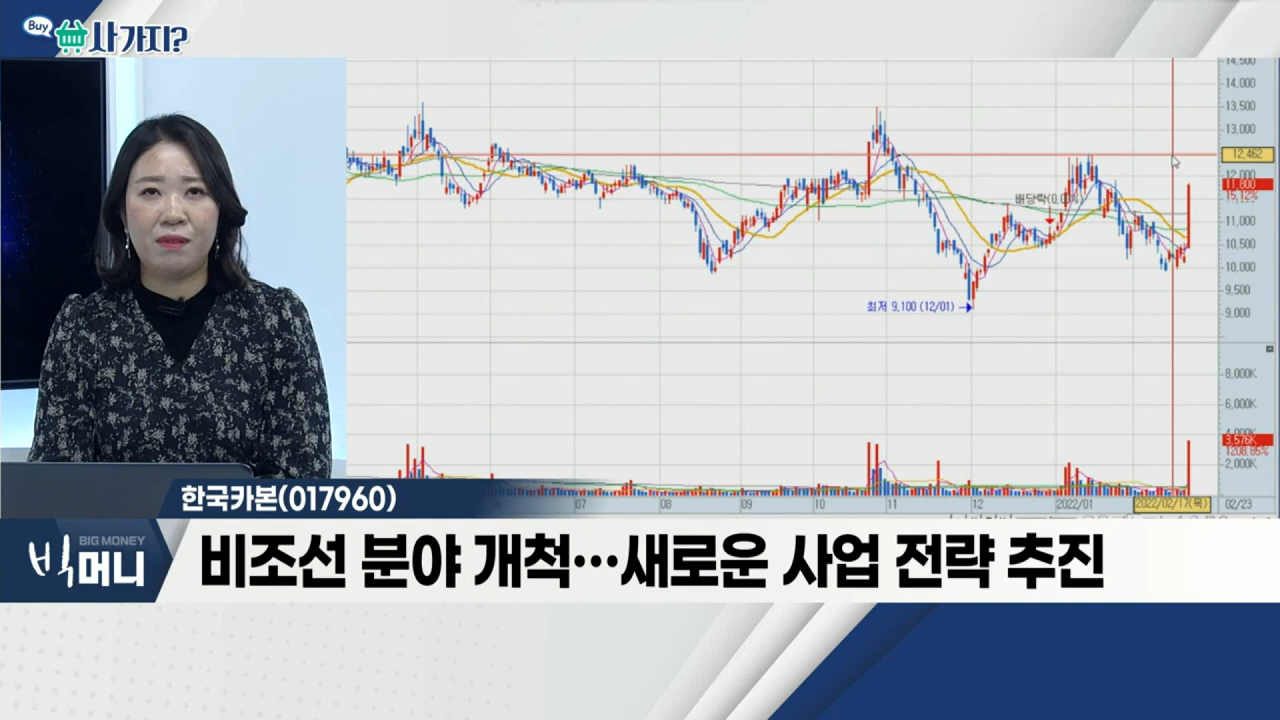 Buy
사가지?
14,500
14,000
13,500
13,000
12,462
12,000
11,800
15,12%
11,000
10,500
10,000
9,500
9,000
배당락(0,0%)
최저 9,100 (12/01)
8,000K
6,000K
4,000K
3,576K
1208,85%
2,000K
06
07
08
09
10
11
12
2022/01
2022/02/17(목)
02/23
한국카본(017960)
BIG MONEY
빅머니
비조선 분야 개척···새로운 사업 전략 추진